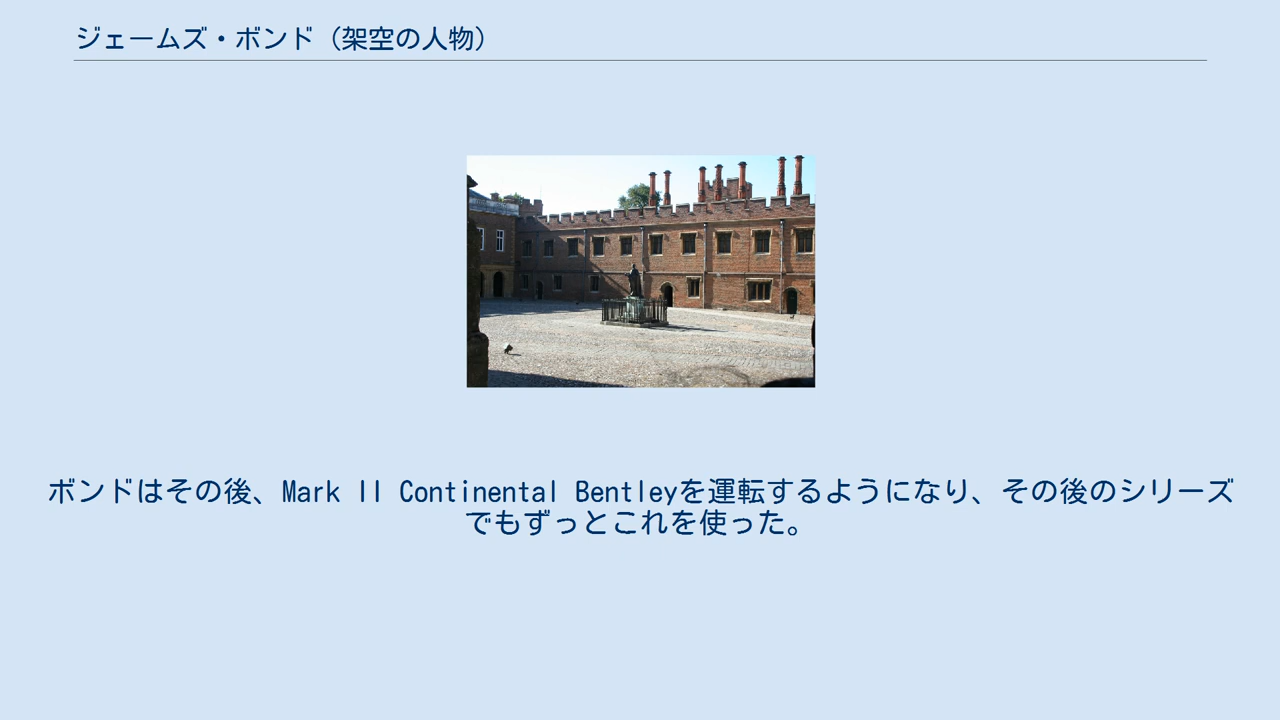 ジェームズ・ボンド（架空の人物）
ボンドはその後、Mark II Continental Bentleyを運転するようになり、その後のシリーズ
でもずっとこれを使った。